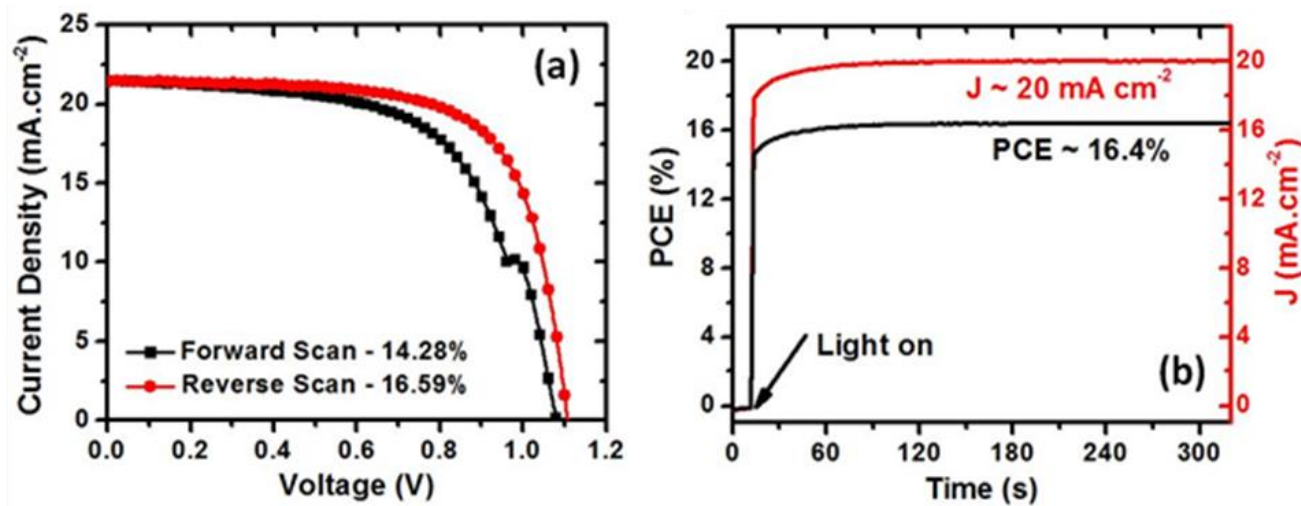 (a)
25
20
15
10
5
0
Current Density (mA.cm-2)
Forward Scan - 14.28%
Reverse Scan - 16.59%
0.0 0.2 0.4 0.6 0.8 1.0 1.2
Voltage (V)
(b)
20
16
12
8
4
0
PCE (%)
J ~ 20 mA cm-2
PCE ~ 16.4%
Light on
20
16
12
8
4
0
J (mA.cm-2)
0 60 120 180 240 300
Time (s)